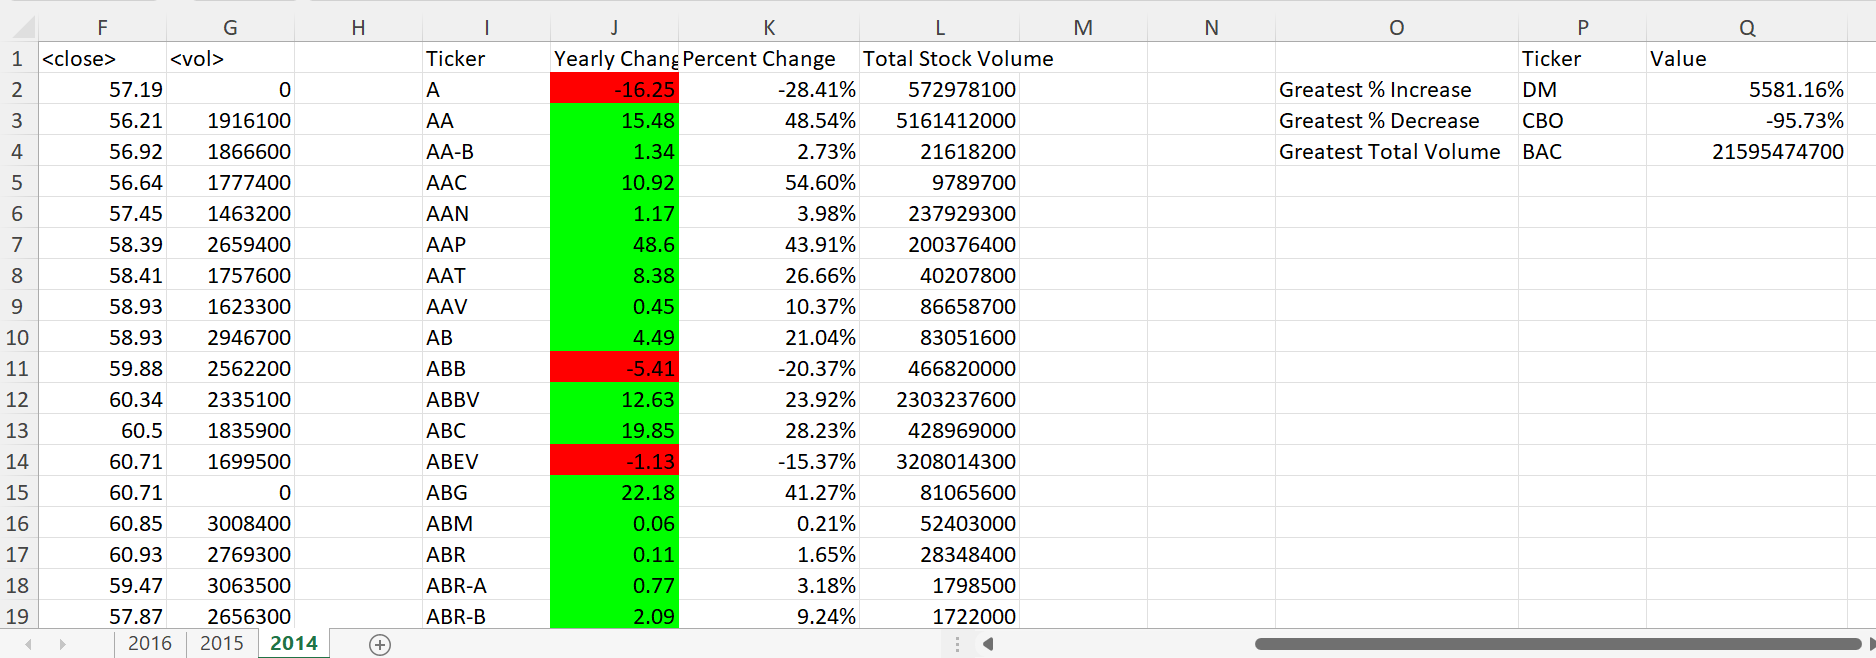 F G H I J K L M N O P Q
1 <close> <vol> Ticker Yearly Chang Percent Change Total Stock Volume Ticker Value
2 57.19 0 A -16.25 -28.41% 572978100 Greatest % Increase DM 5581.16%
3 56.21 1916100 AA 15.48 48.54% 5161412000 Greatest % Decrease CBO -95.73%
4 56.92 1866600 AA-B 1.34 2.73% 21618200 Greatest Total Volume BAC 21595474700
5 56.64 1777400 AAC 10.92 54.60% 9789700
6 57.45 1463200 AAN 1.17 3.98% 237929300
7 58.39 2659400 AAP 48.6 43.91% 200376400
8 58.41 1757600 AAT 8.38 26.66% 40207800
9 58.93 1623300 AAV 0.45 10.37% 86658700
10 58.93 2946700 AB 4.49 21.04% 83051600
11 59.88 2562200 ABB -5.41 -20.37% 466820000
12 60.34 2335100 ABBV 12.63 23.92% 2303237600
13 60.5 1835900 ABC 19.85 28.23% 428969000
14 60.71 1699500 ABEV -1.13 -15.37% 3208014300
15 60.71 0 ABG 22.18 41.27% 81065600
16 60.85 3008400 ABM 0.06 0.21% 52403000
17 60.93 2769300 ABR 0.11 1.65% 28348400
18 59.47 3063500 ABR-A 0.77 3.18% 1798500
19 57.87 2656300 ABR-B 2.09 9.24% 1722000
2016 2015 2014